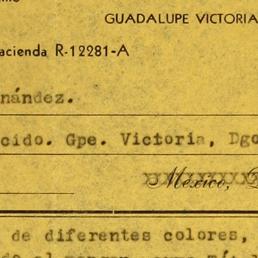 GUADALUPE VICTORIA
acienda R-12281-A
nández.
cido. Gpe. Victoria, Dgo
México,
de diferentes colores,